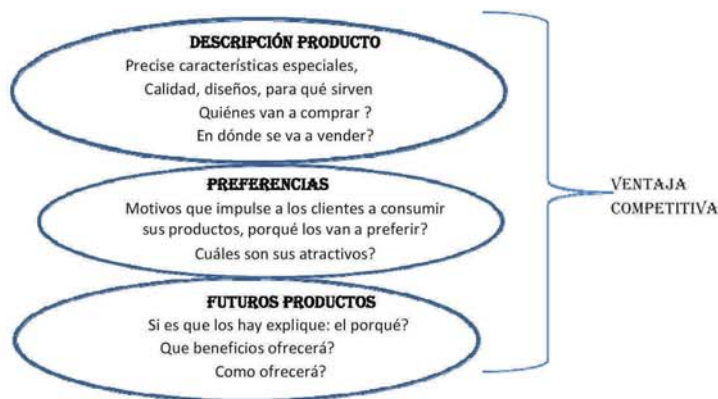 DESCRIPCIÓN PRODUCTO
Precise características especiales,
Calidad, diseños, para qué sirven
Quiénes van a comprar ?
En dónde se va a vender?
PREFERENCIAS
Motivos que impulse a los clientes a consumir
sus productos, porqué los van a preferir?
Cuáles son sus atractivos?
FUTUROS PRODUCTOS
Si es que los hay explique: el porqué?
Que beneficios ofrecerá?
Como ofrecerá?
VENTAJA
COMPETITIVA